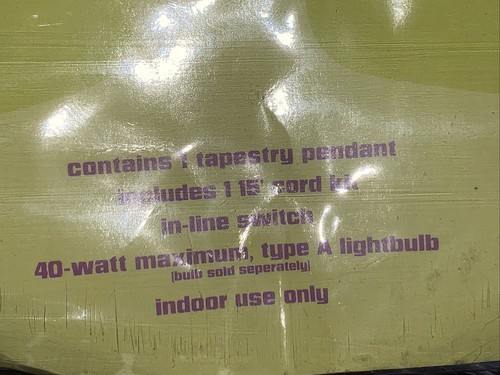 contains 1 tapestry pendant
includes 1 15' cord kit
in-line switch
40-watt maximum, type A lightbulb
(bulb sold seperately)
indoor use only